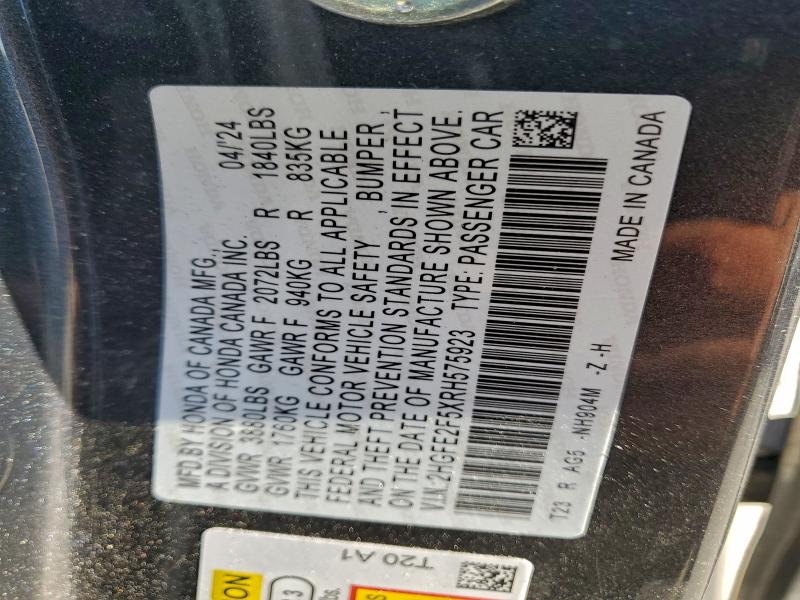 MFD BY HONDA OF CANADA MFG.,
A DIVISION OF HONDA CANADA INC. 04/'24
GVWR 3880LBS GAWR F 2072LBS R 1840LBS
GVWR 1760KG GAWR F 940KG R 835KG
THIS VEHICLE CONFORMS TO ALL APPLICABLE
FEDERAL MOTOR VEHICLE SAFETY , BUMPER ,
AND THEFT PREVENTION STANDARDS IN EFFECT
ON THE DATE OF MANUFACTURE SHOWN ABOVE.
V.I.N. 2HGFE2F5XRH575923 TYPE: PASSENGER CAR
MADE IN CANADA
T23 R AG5 -NH904M -Z -H
T20 A1